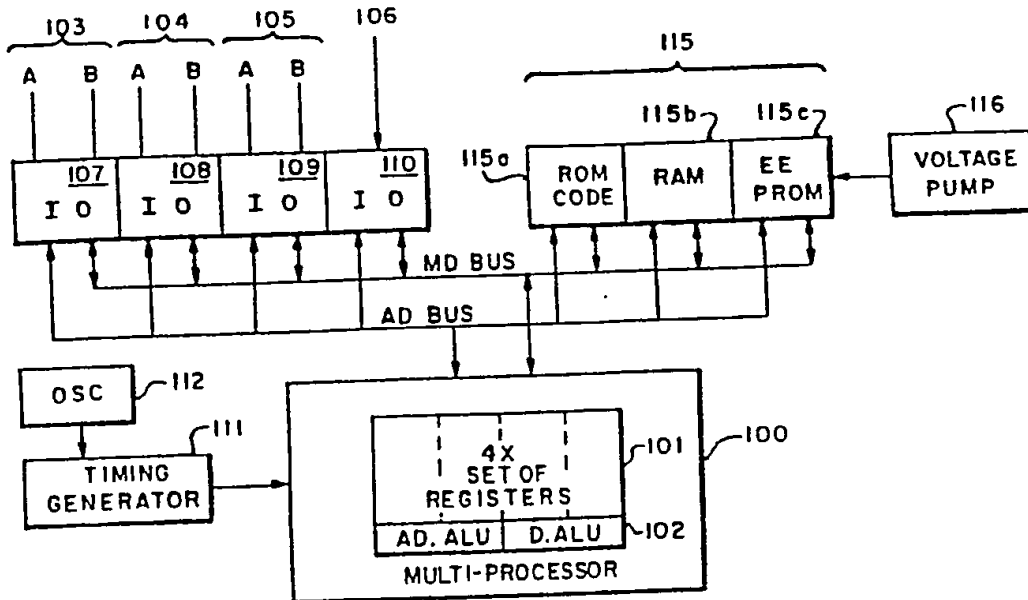 103 104 105 106
A B A B A B
115
115a 115b 115c 116
107 108 109 110
I O I O I O I O
ROM CODE
RAM
EE PROM
VOLTAGE PUMP
MD BUS
AD BUS
OSC
112
111
TIMING GENERATOR
4X SET OF REGISTERS
101
100
AD. ALU D. ALU
102
MULTI-PROCESSOR